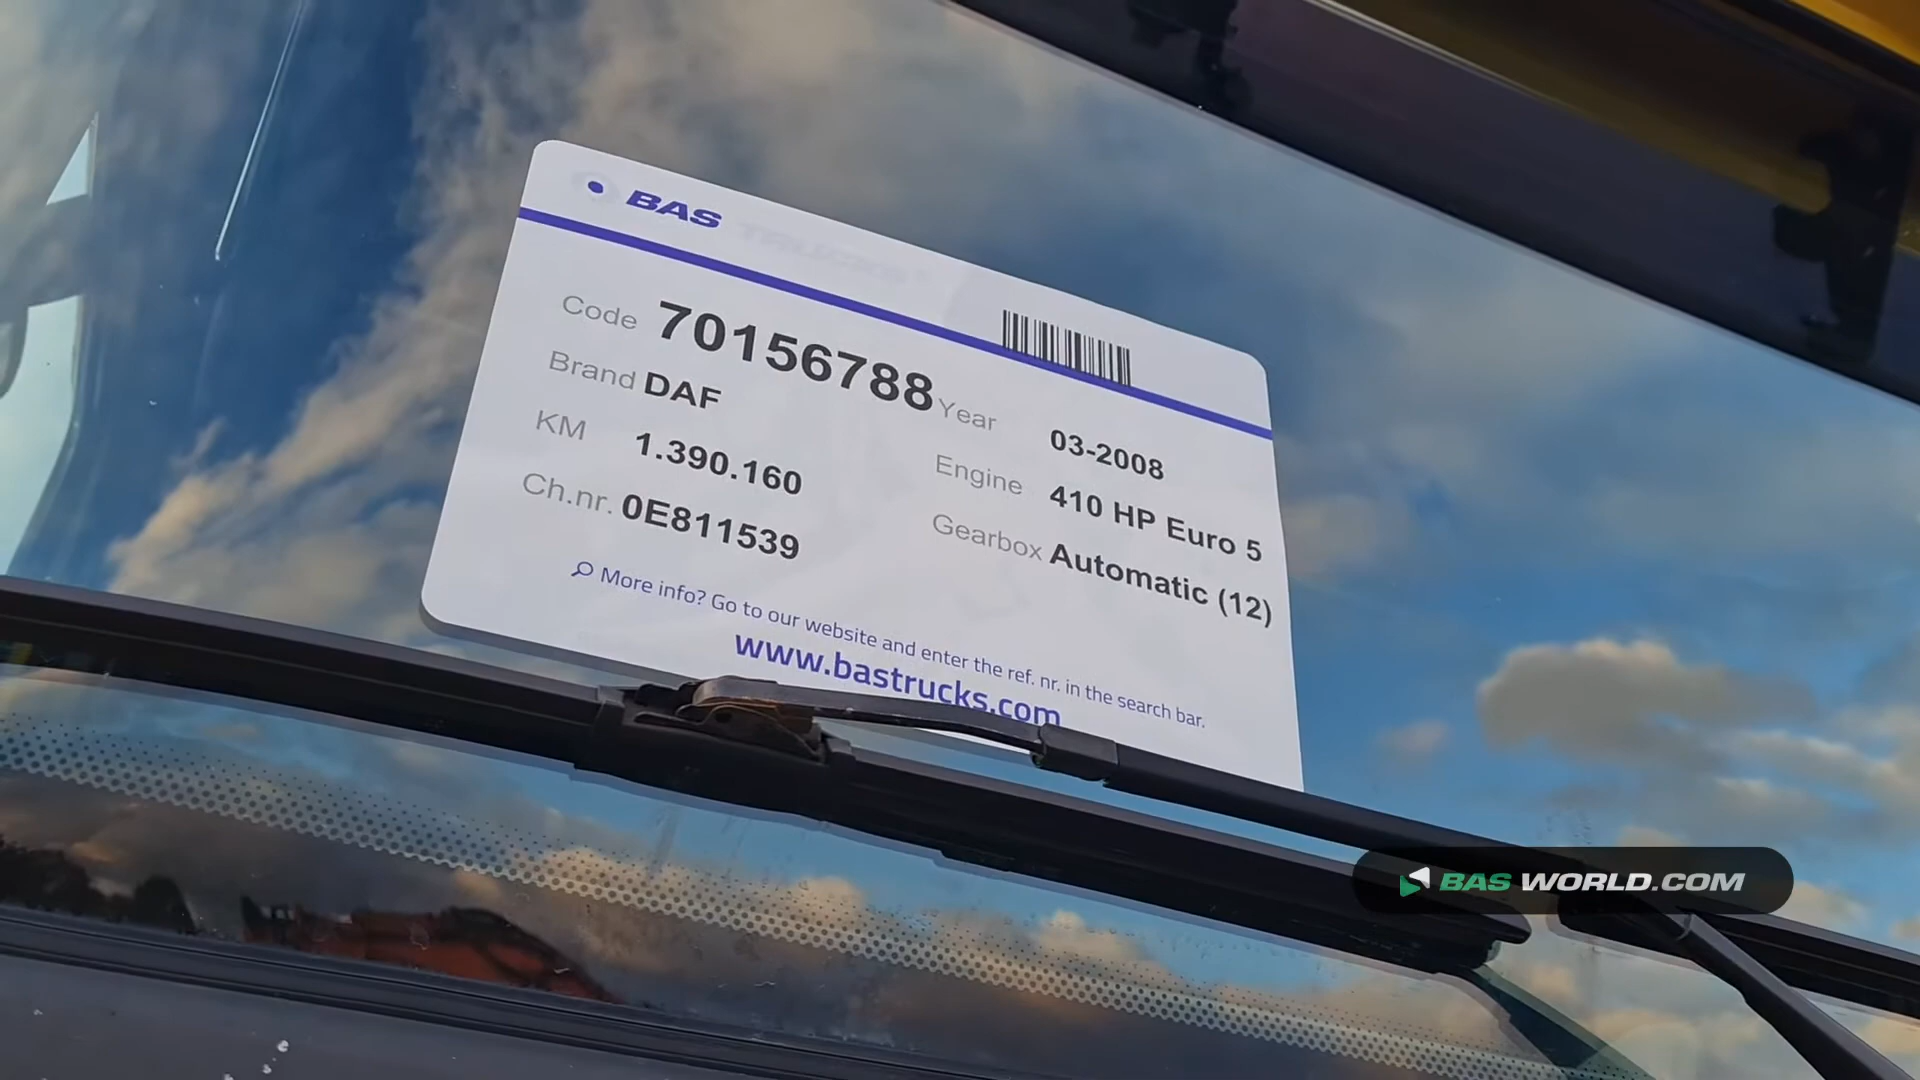 BAS
Code 70156788
Brand DAF
KM 1.390.160
Ch.nr. 0E811539
Year 03-2008
Engine 410 HP Euro 5
Gearbox Automatic (12)
More info? Go to our website and enter the ref. nr. in the search bar.
www.bastrucks.com
BAS WORLD.COM